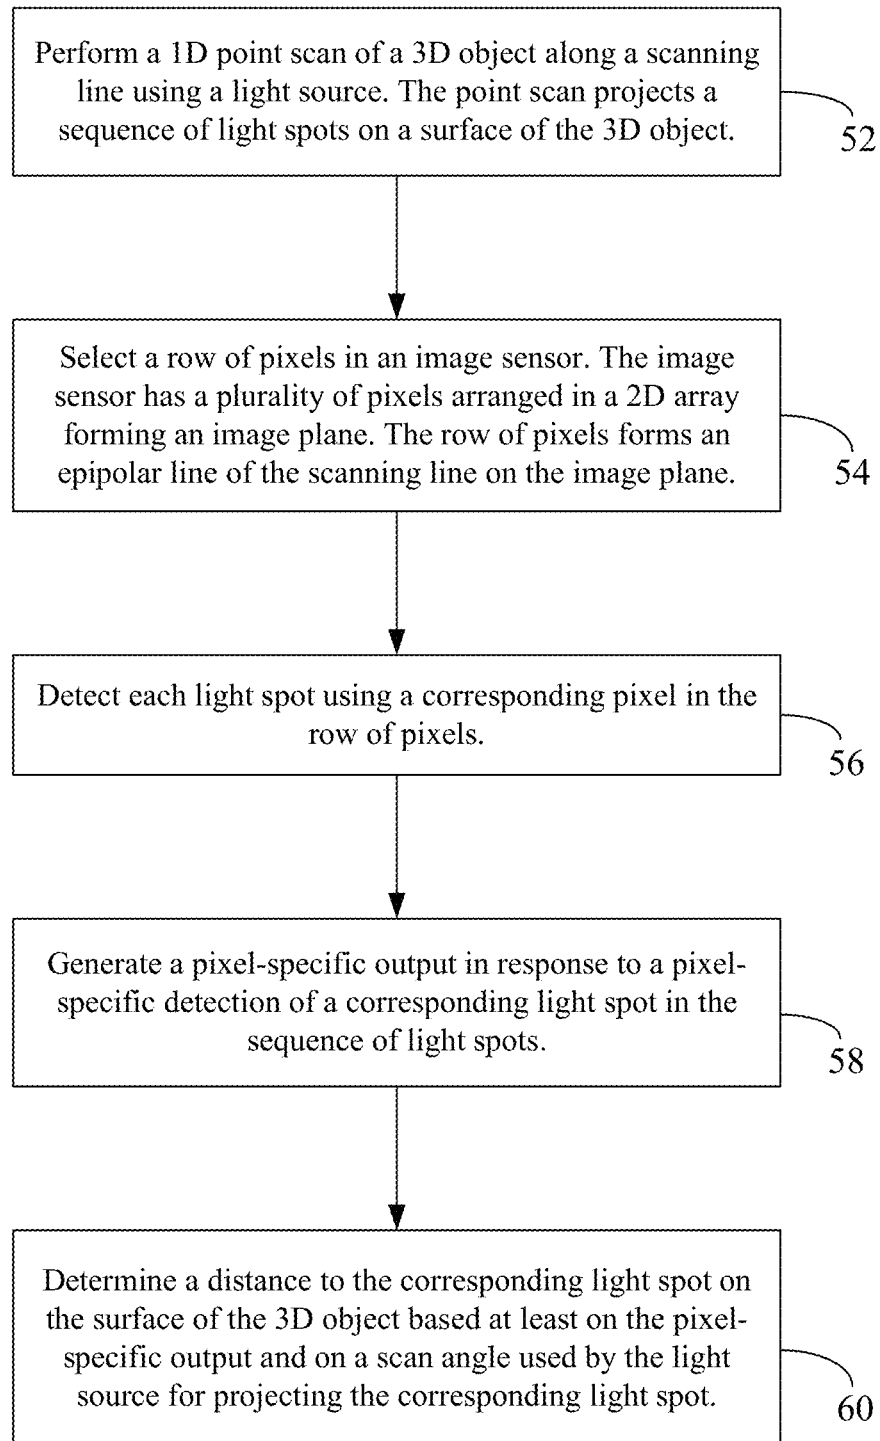 Perform a 1D point scan of a 3D object along a scanning
line using a light source. The point scan projects a
sequence of light spots on a surface of the 3D object.
52
Select a row of pixels in an image sensor. The image
sensor has a plurality of pixels arranged in a 2D array
forming an image plane. The row of pixels forms an
epipolar line of the scanning line on the image plane.
54
Detect each light spot using a corresponding pixel in the
row of pixels.
56
Generate a pixel-specific output in response to a pixel-
specific detection of a corresponding light spot in the
sequence of light spots.
58
Determine a distance to the corresponding light spot on
the surface of the 3D object based at least on the pixel-
specific output and on a scan angle used by the light
source for projecting the corresponding light spot.
60